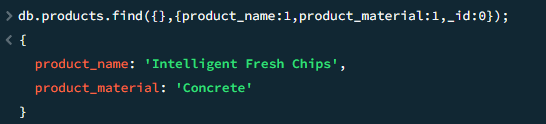 > db.products.find({},{product_name:1,product_material:1,_id:0});
< {
product_name: 'Intelligent Fresh Chips',
product_material: 'Concrete'
}